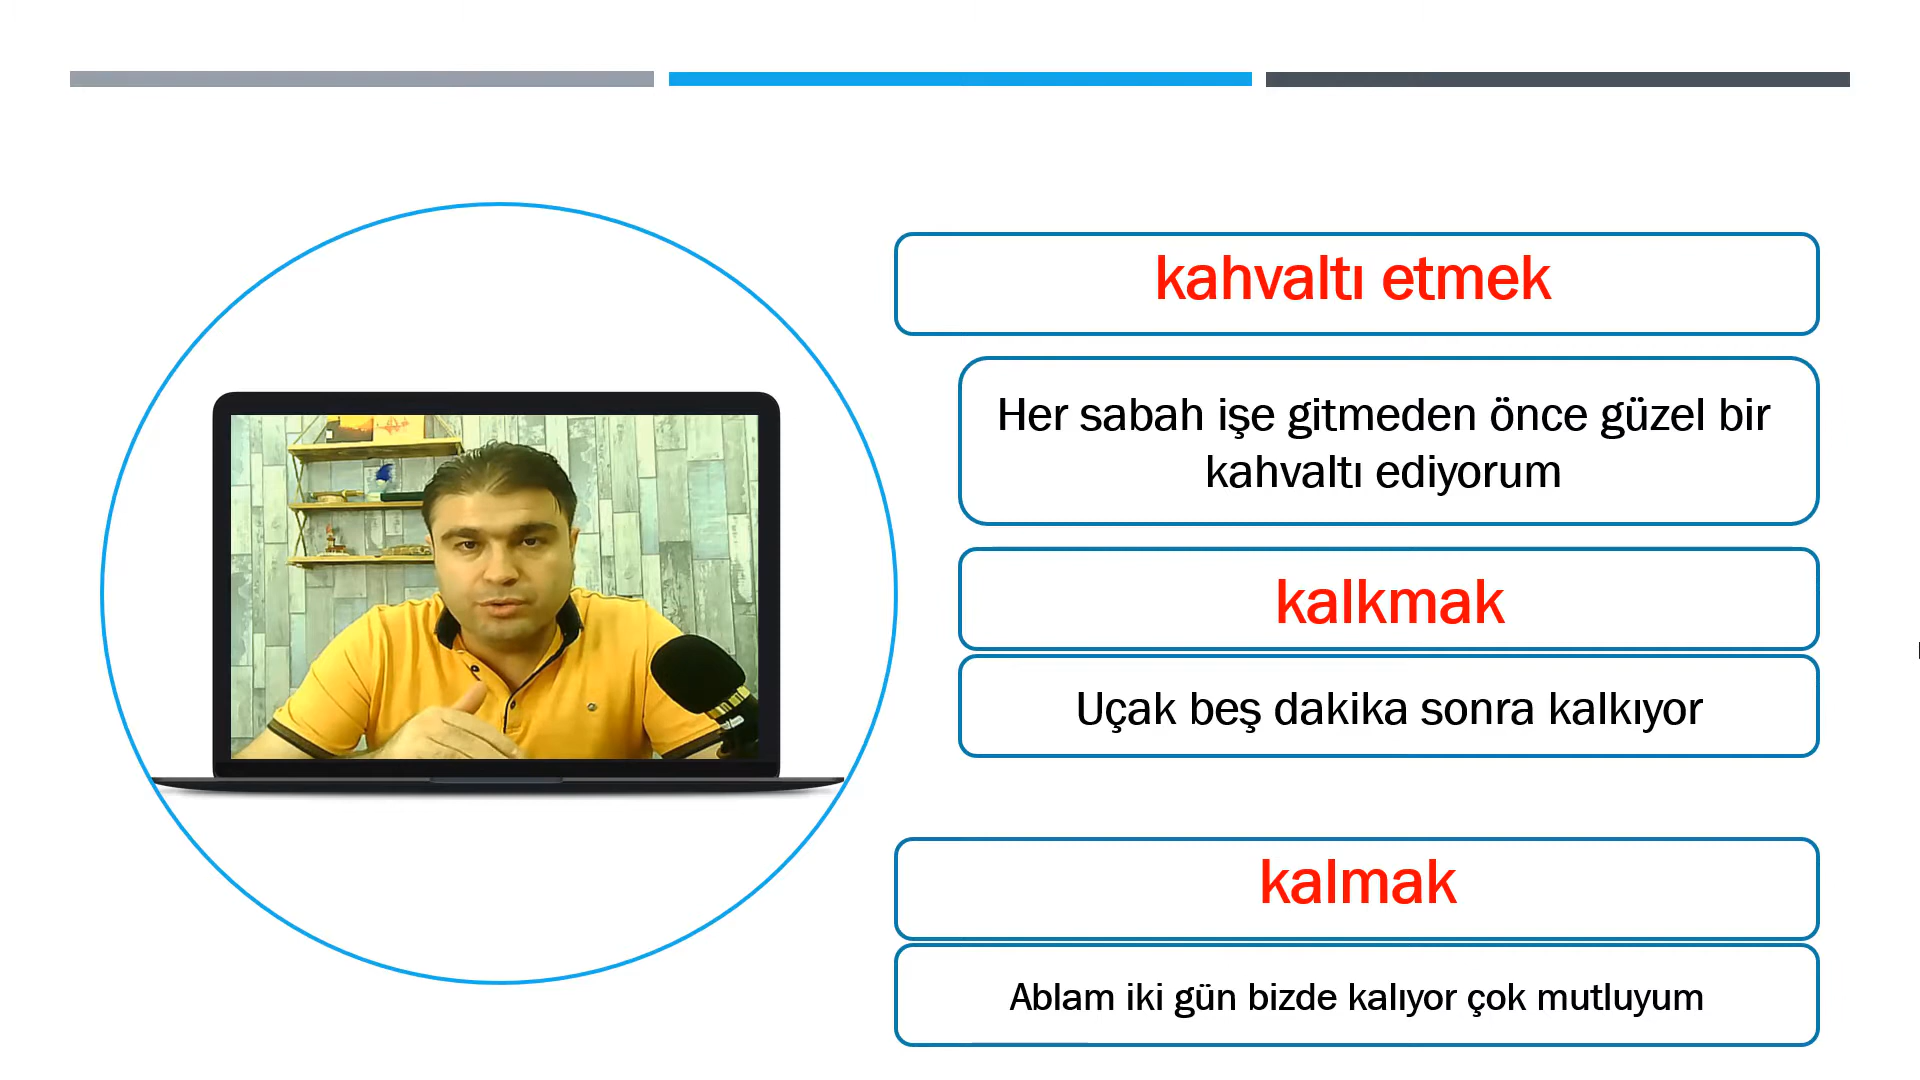 kahvaltı etmek
Her sabah işe gitmeden önce güzel bir
kahvaltı ediyorum
kalkmak
Uçak beş dakika sonra kalkıyor
kalmak
Ablam iki gün bizde kalıyor çok mutluyum